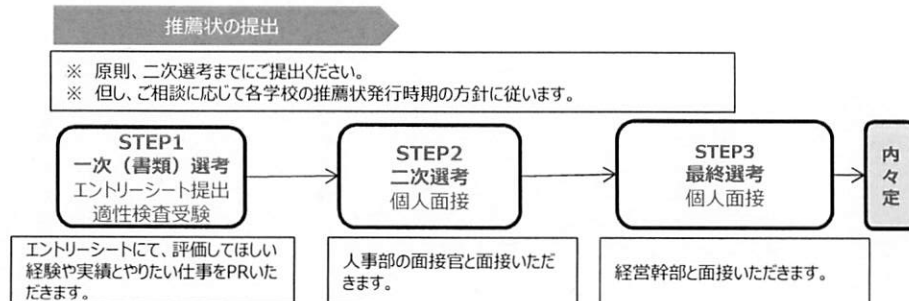 推薦状の提出
※ 原則、二次選考までにご提出ください。
※ 但し、ご相談に応じて各学校の推薦状発行時期の方針に従います。
STEP1
一次（書類）選考
エントリーシート提出
適性検査受験
STEP2
二次選考
個人面接
STEP3
最終選考
個人面接
内
々
定
エントリーシートにて、評価してほしい
経験や実績とやりたい仕事をPRいた
だきます。
人事部の面接官と面接いただ
きます。
経営幹部と面接いただきます。